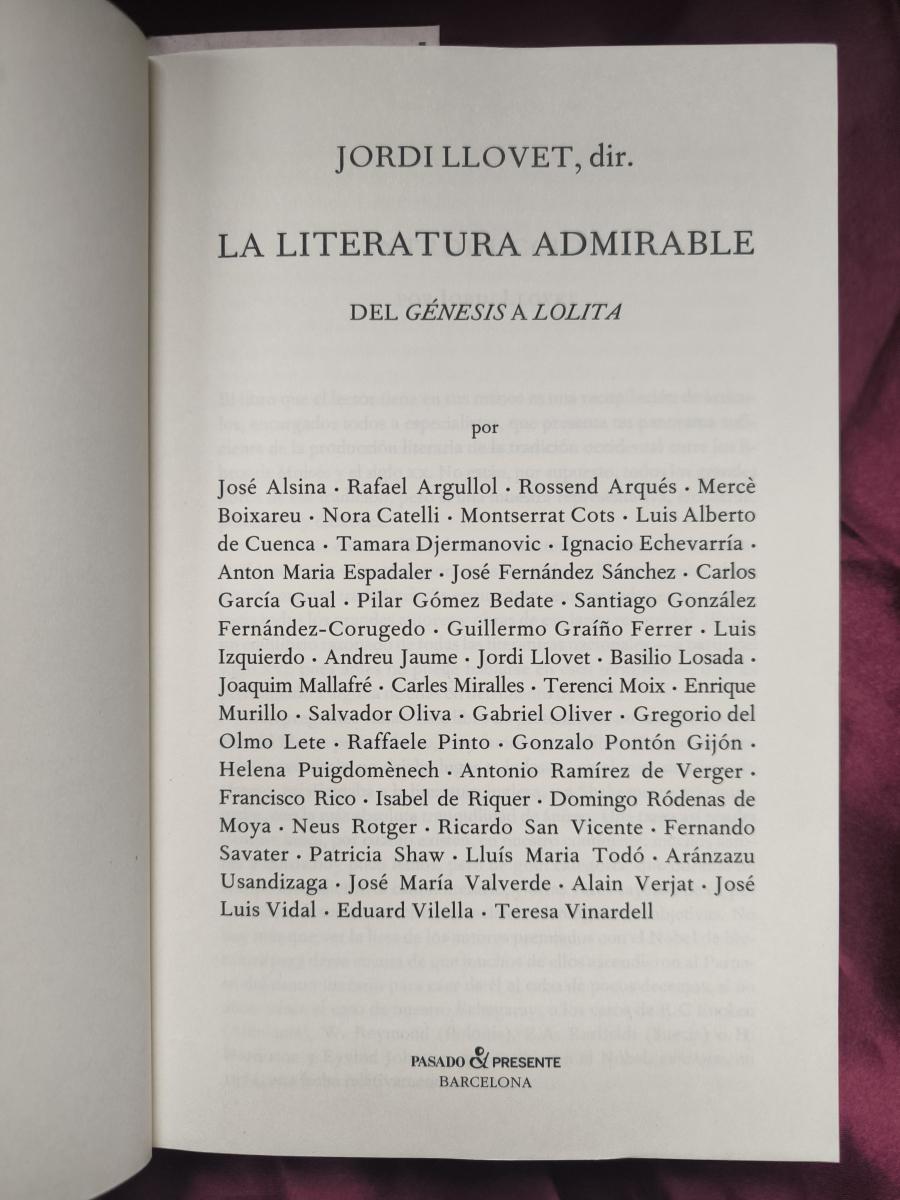 JORDI LLOVET, dir.
LA LITERATURA ADMIRABLE
DEL GÉNESIS A LOLITA
por
José Alsina · Rafael Argullol · Rossend Arqués · Mercè
Boixareu · Nora Catelli · Montserrat Cots · Luis Alberto
de Cuenca · Tamara Djermanovic · Ignacio Echevarría ·
Anton Maria Espadaler · José Fernández Sánchez · Carlos
García Gual · Pilar Gómez Bedate · Santiago González
Fernández-Corugedo · Guillermo Graíño Ferrer · Luis
Izquierdo · Andreu Jaume · Jordi Llovet · Basilio Losada ·
Joaquim Mallafré · Carles Miralles · Terenci Moix · Enrique
Murillo · Salvador Oliva · Gabriel Oliver · Gregorio del
Olmo Lete · Raffaele Pinto · Gonzalo Pontón Gijón ·
Helena Puigdomènech · Antonio Ramírez de Verger ·
Francisco Rico · Isabel de Riquer · Domingo Ródenas de
Moya · Neus Rotger · Ricardo San Vicente · Fernando
Savater · Patricia Shaw · Lluís Maria Todó · Aránzazu
Usandizaga · José María Valverde · Alain Verjat · José
Luis Vidal · Eduard Vilella · Teresa Vinardell
PASADO & PRESENTE
BARCELONA